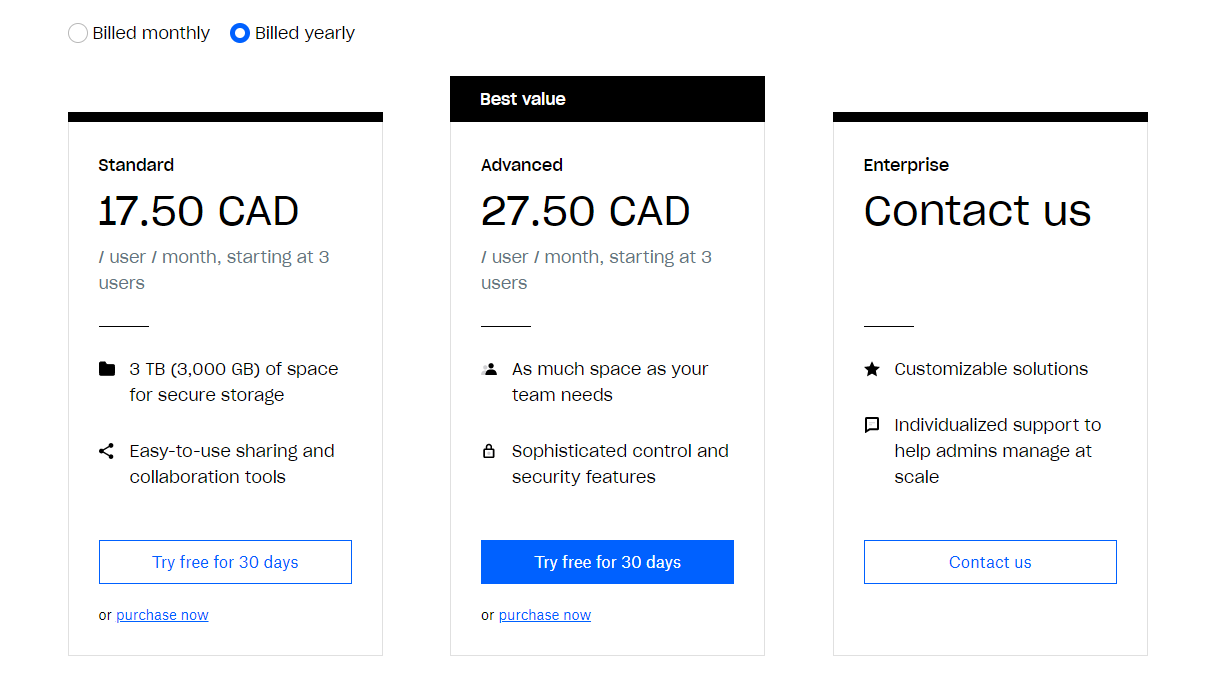 Billed monthly
Billed yearly
Standard
17.50 CAD
/ user / month, starting at 3
users
3 TB (3,000 GB) of space
for secure storage
Easy-to-use sharing and
collaboration tools
Try free for 30 days
or purchase now
Best value
Advanced
27.50 CAD
/ user / month, starting at 3
users
As much space as your
team needs
Sophisticated control and
security features
Try free for 30 days
or purchase now
Enterprise
Contact us
Customizable solutions
Individualized support to
help admins manage at
scale
Contact us